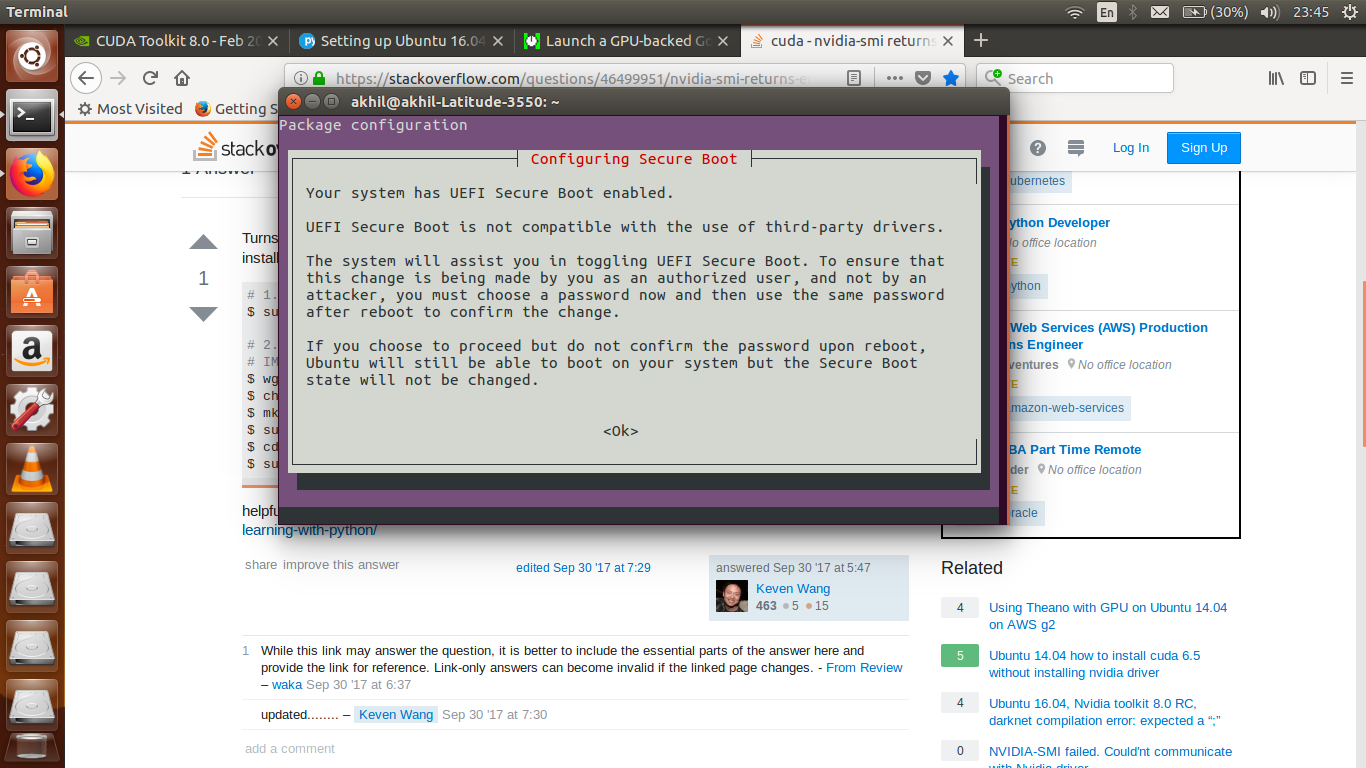 Terminal
En
(30%)
23:45
CUDA Toolkit 8.0 - Feb 20
Setting up Ubuntu 16.04
Launch a GPU-backed Go
cuda - nvidia-smi returns
https://stackoverflow.com/questions/46499951/nvidia-smi-returns-e
Search
Most Visited
Getting S
akhil@akhil-Latitude-3550: ~
Package configuration
Configuring Secure Boot
Your system has UEFI Secure Boot enabled.
UEFI Secure Boot is not compatible with the use of third-party drivers.
The system will assist you in toggling UEFI Secure Boot. To ensure that
this change is being made by you as an authorized user, and not by an
attacker, you must choose a password now and then use the same password
after reboot to confirm the change.
If you choose to proceed but do not confirm the password upon reboot,
Ubuntu will still be able to boot on your system but the Secure Boot
state will not be changed.
<Ok>
stack
Log In
Sign Up
1 Answer
1
Turns
install
# 1.
$ su
# 2.
# IM
$ wg
$ ch
$ mk
$ su
$ cd
$ su
helpfu
learning-with-python/
share improve this answer
edited Sep 30 '17 at 7:29
answered Sep 30 '17 at 5:47
Keven Wang
463 5 15
1 While this link may answer the question, it is better to include the essential parts of the answer here and
provide the link for reference. Link-only answers can become invalid if the linked page changes. - From Review
– waka Sep 30 '17 at 6:37
updated........ – Keven Wang Sep 30 '17 at 7:30
add a comment
ubernetes
ython Developer
No office location
E
ython
Web Services (AWS) Production
ns Engineer
ventures No office location
TE
mazon-web-services
BA Part Time Remote
der No office location
E
racle
Related
4 Using Theano with GPU on Ubuntu 14.04
on AWS g2
5 Ubuntu 14.04 how to install cuda 6.5
without installing nvidia driver
4 Ubuntu 16.04, Nvidia toolkit 8.0 RC,
darknet compilation error: expected a “;”
0 NVIDIA-SMI failed. Could'nt communicate
with Nvidia driver